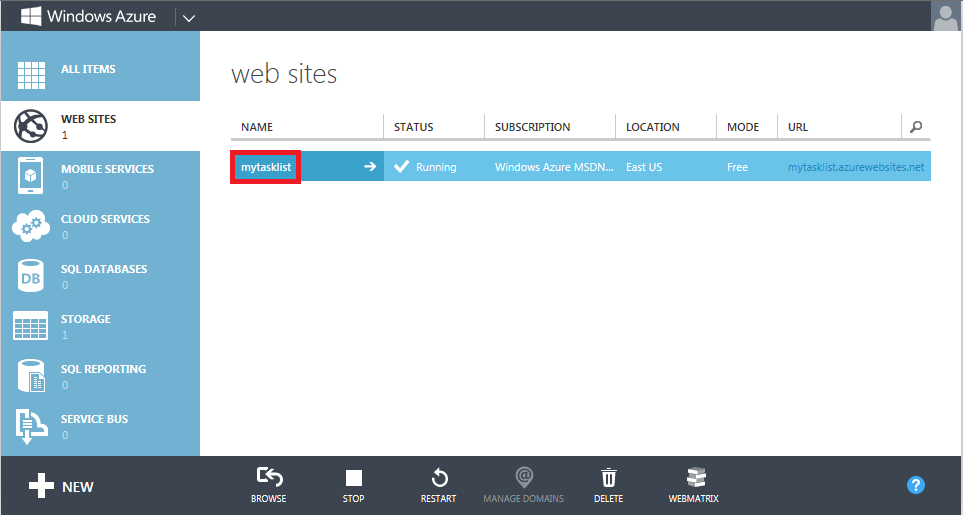 Windows Azure
ALL ITEMS
WEB SITES
1
MOBILE SERVICES
0
CLOUD SERVICES
0
DB
SQL DATABASES
0
STORAGE
1
SQL REPORTING
0
SERVICE BUS
0
web sites
NAME STATUS SUBSCRIPTION LOCATION MODE URL
mytasklist Running Windows Azure MSDN... East US Free mytasklist.azurewebsites.net
NEW
BROWSE STOP RESTART MANAGE DOMAINS DELETE WEBMATRIX
?